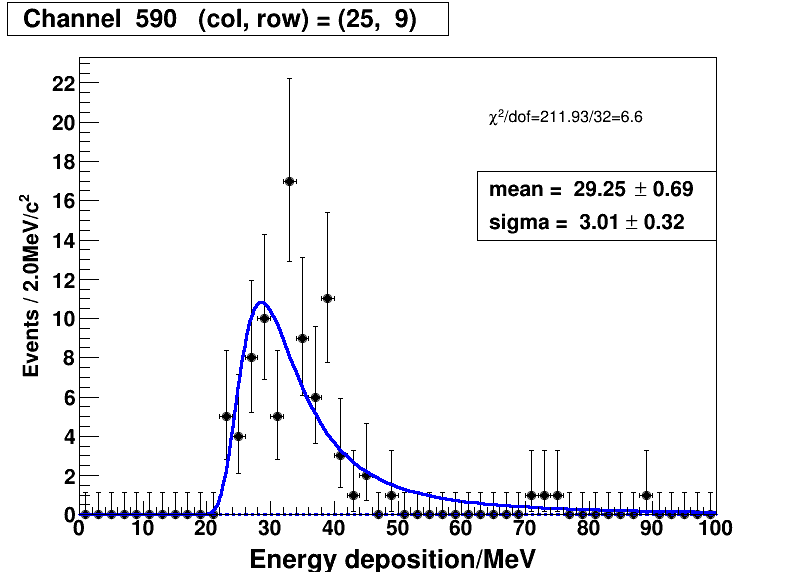 Channel 590 (col, row) = (25, 9)
χ²/dof=211.93/32=6.6
mean = 29.25 ± 0.69
sigma = 3.01 ± 0.32
Events / 2.0MeV/c²
22
20
18
16
14
12
10
8
6
4
2
0
0 10 20 30 40 50 60 70 80 90 100
Energy deposition/MeV